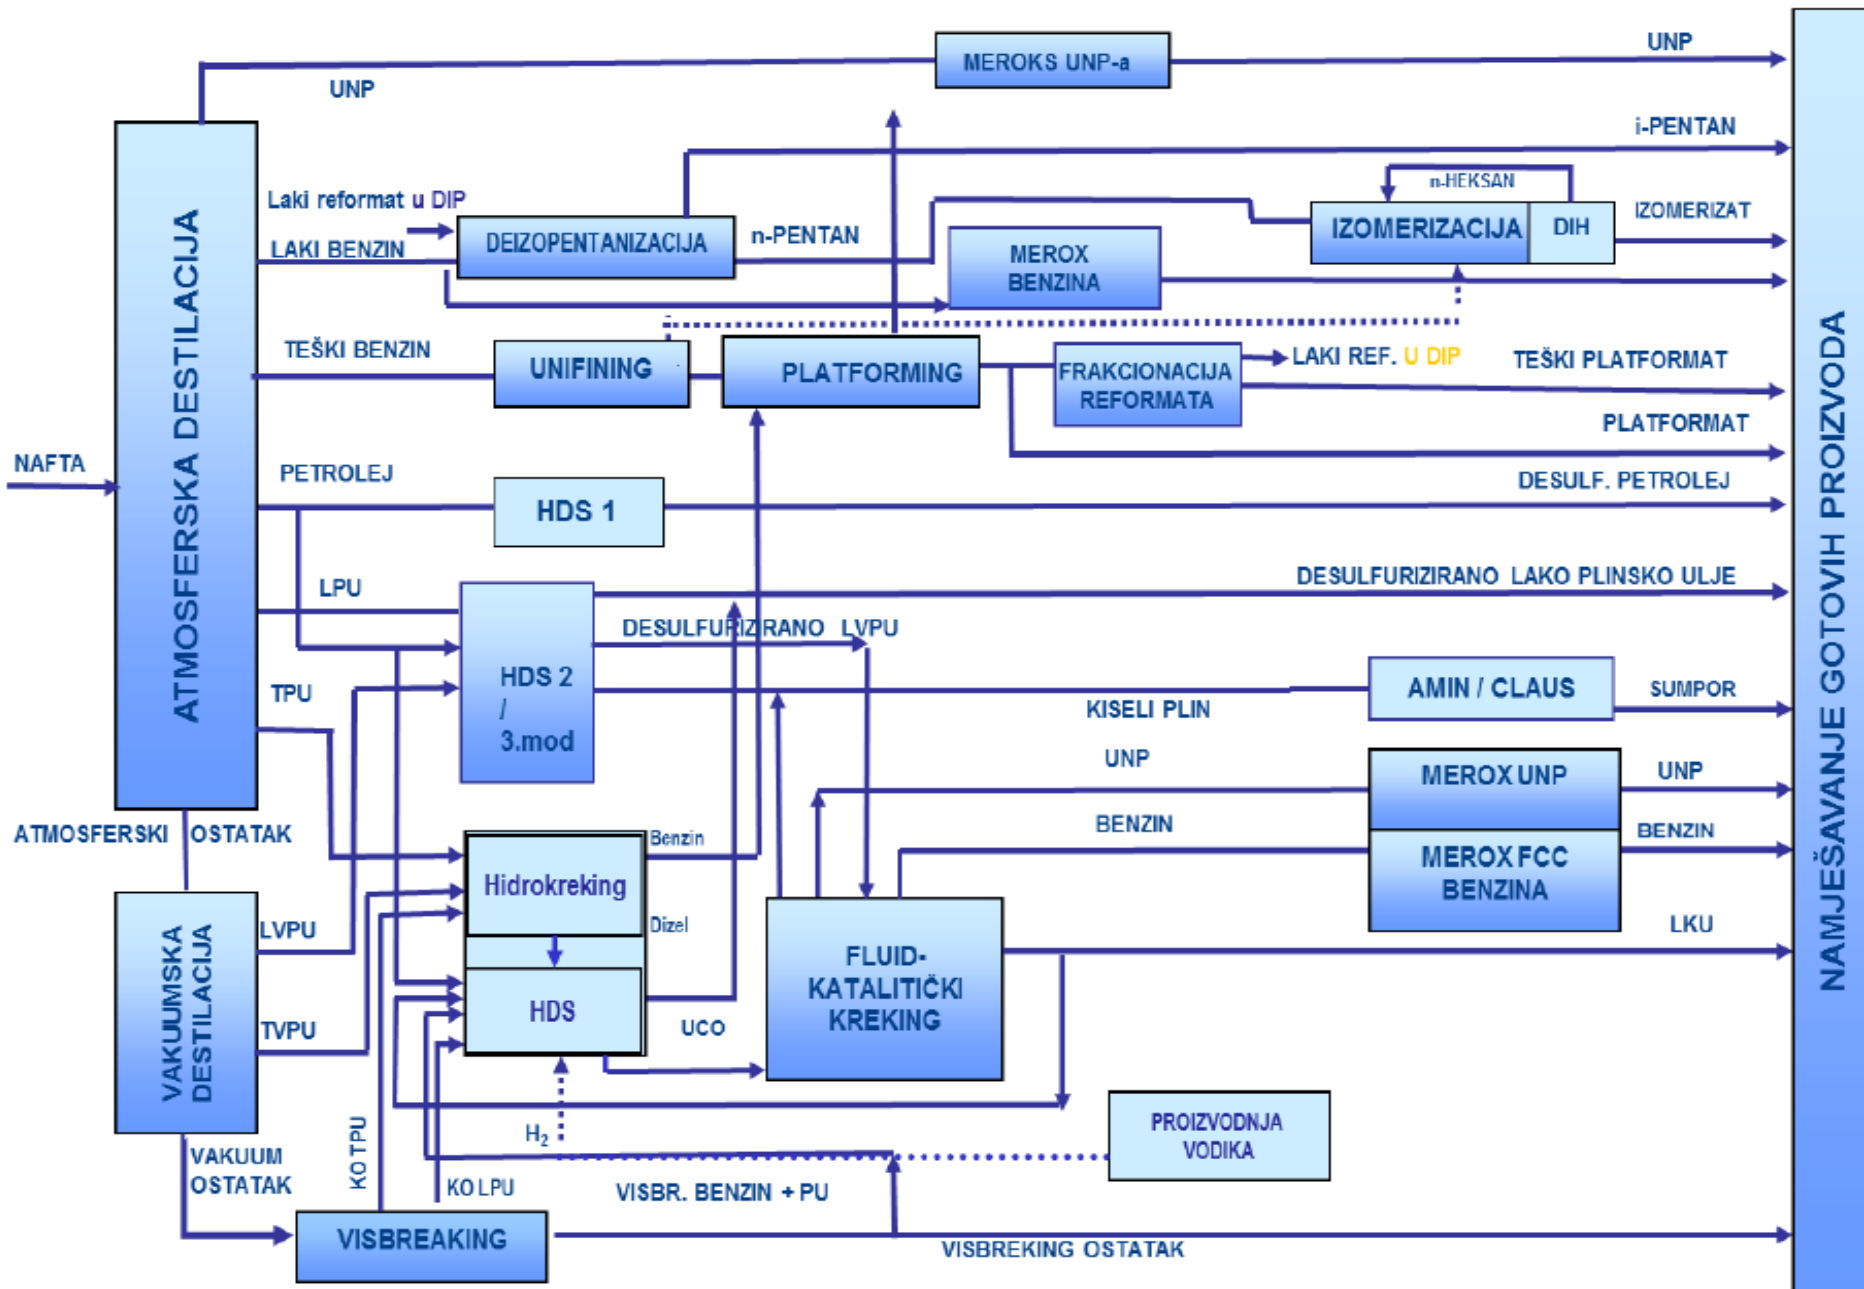 MEROKS UNP-a
UNP
UNP
i-PENTAN
n-HEKSAN
Laki reformat u DIP
LAKI BENZIN
DEIZOPENTANIZACIJA
n-PENTAN
MEROX
BENZINA
IZOMERIZACIJA
DIH
IZOMERIZAT
ATMOSFERSKA DESTILACIJA
NAMJEŠAVANJE GOTOVIH PROIZVODA
TEŠKI BENZIN
UNIFINING
PLATFORMING
FRAKCIONACIJA
REFORMATA
LAKI REF. U DIP
TEŠKI PLATFORMAT
PLATFORMAT
NAFTA
PETROLEJ
HDS 1
DESULF. PETROLEJ
LPU
DESULFURIZIRANO LAKO PLINSKO ULJE
DESULFURIZIRANO LVPU
HDS 2
/
3.mod
TPU
KISELI PLIN
AMIN / CLAUS
SUMPOR
UNP
MEROX UNP
UNP
ATMOSFERSKI OSTATAK
Benzin
BENZIN
MEROX FCC
BENZINA
BENZIN
Hidrokreking
Dizel
LVPU
VAKUUMSKA
DESTILACIJA
FLUID-
KATALITIČKI
KREKING
LKU
HDS
UCO
TVPU
KO TPU
H2
PROIZVODNJA
VODIKA
VAKUUM
OSTATAK
KO LPU
VISBR. BENZIN + PU
VISBREAKING
VISBREKING OSTATAK